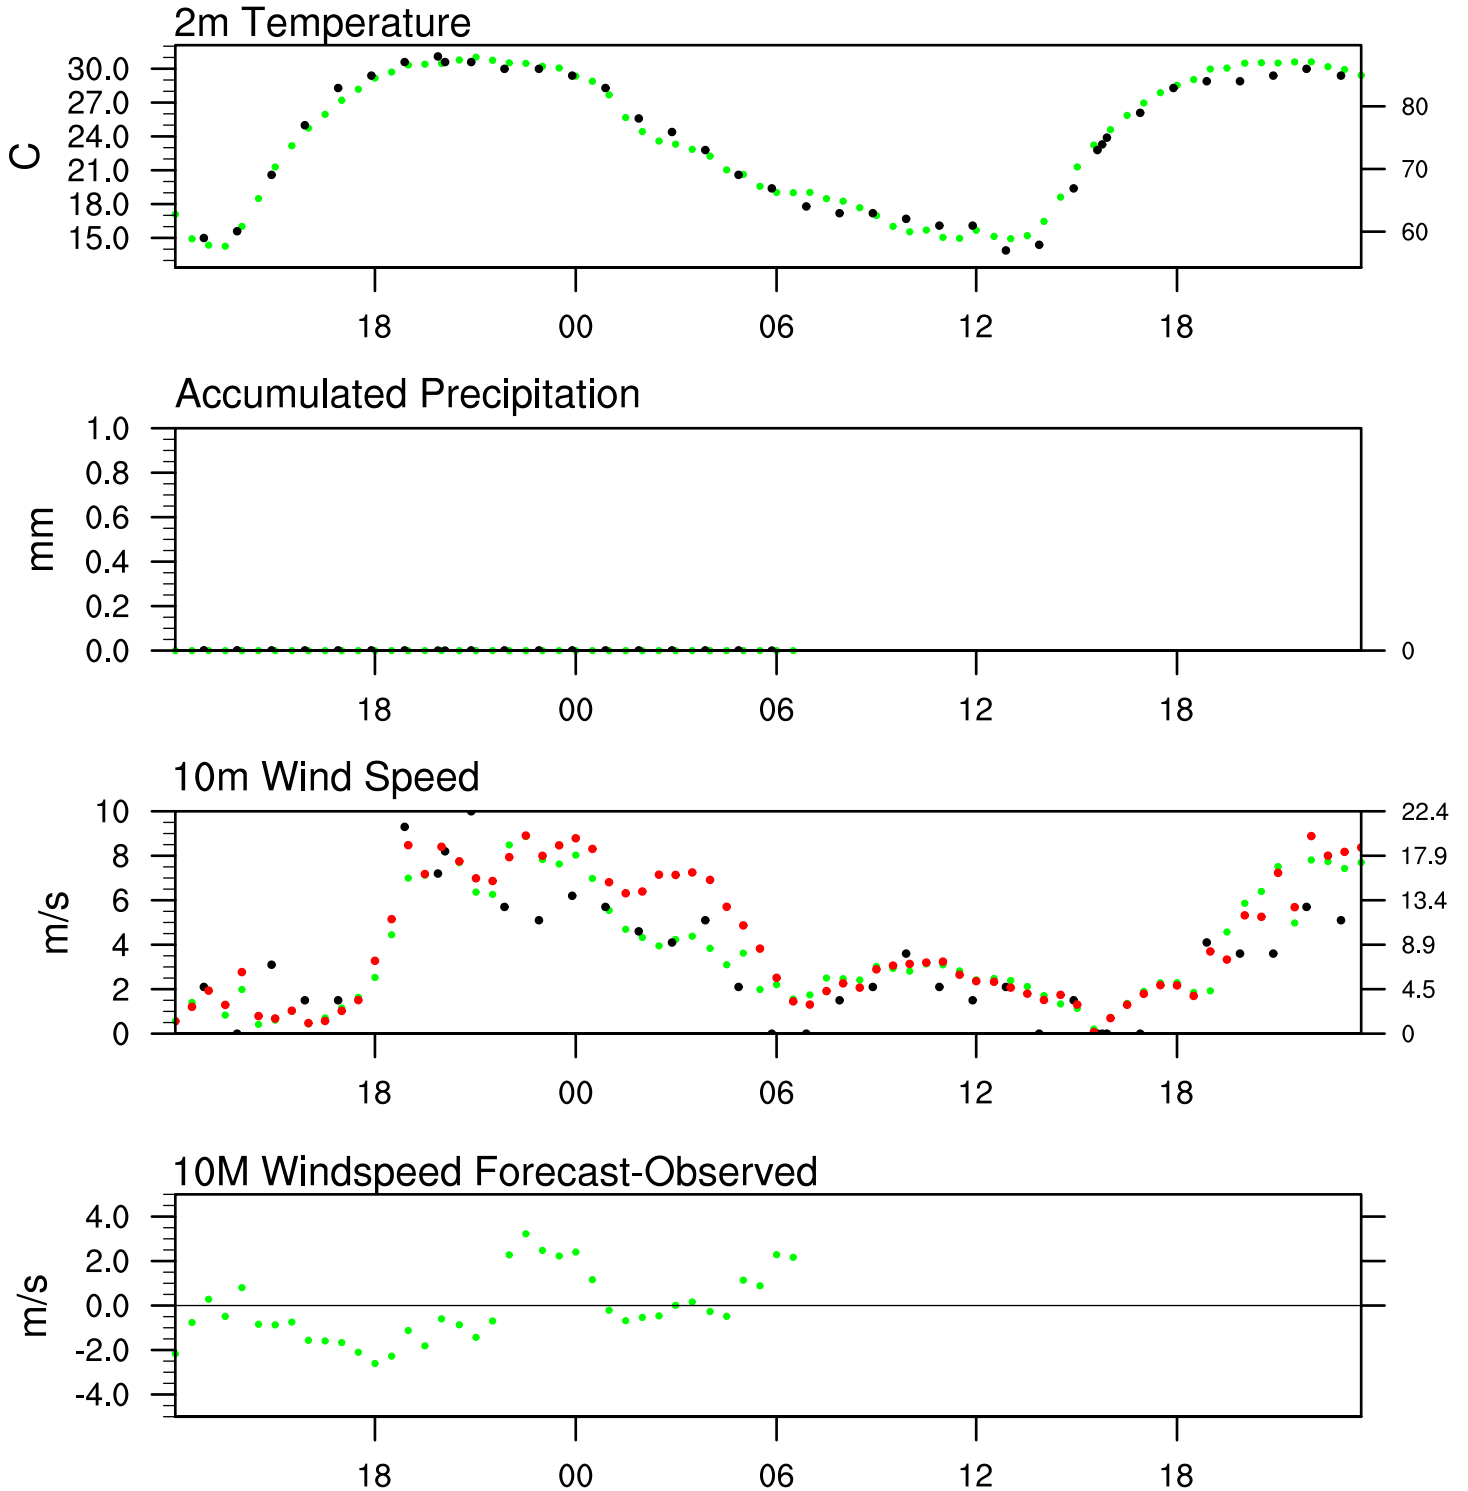 2m Temperature
30.0
27.0
24.0
21.0
18.0
15.0
C
80
70
60
18 00 06 12 18
Accumulated Precipitation
1.0
0.8
0.6
0.4
0.2
0.0
mm
0
18 00 06 12 18
10m Wind Speed
10
8
6
4
2
0
m/s
22.4
17.9
13.4
8.9
4.5
0
18 00 06 12 18
10M Windspeed Forecast-Observed
4.0
2.0
0.0
-2.0
-4.0
m/s
18 00 06 12 18